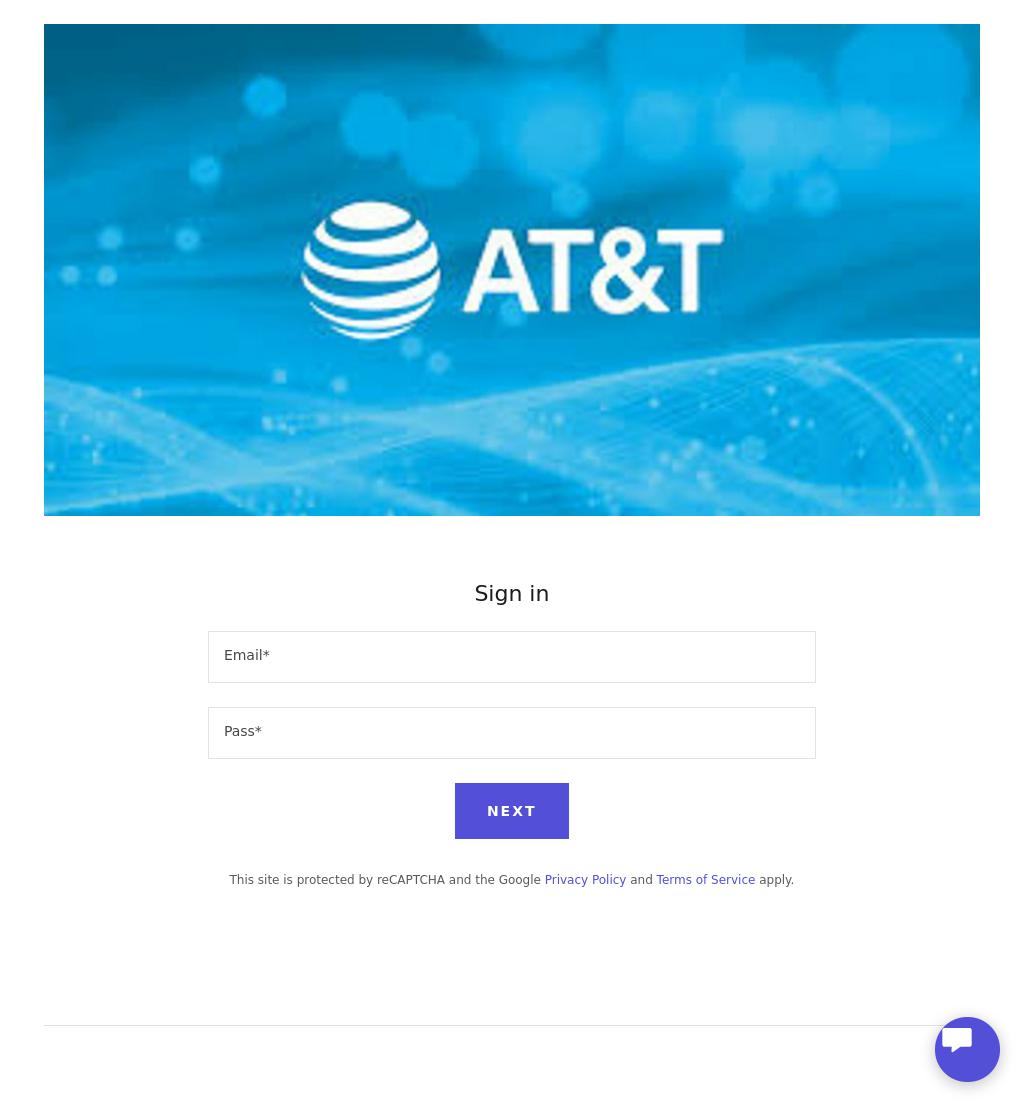 AT&T
Sign in
Email*
Pass*
NEXT
This site is protected by reCAPTCHA and the Google Privacy Policy and Terms of Service apply.